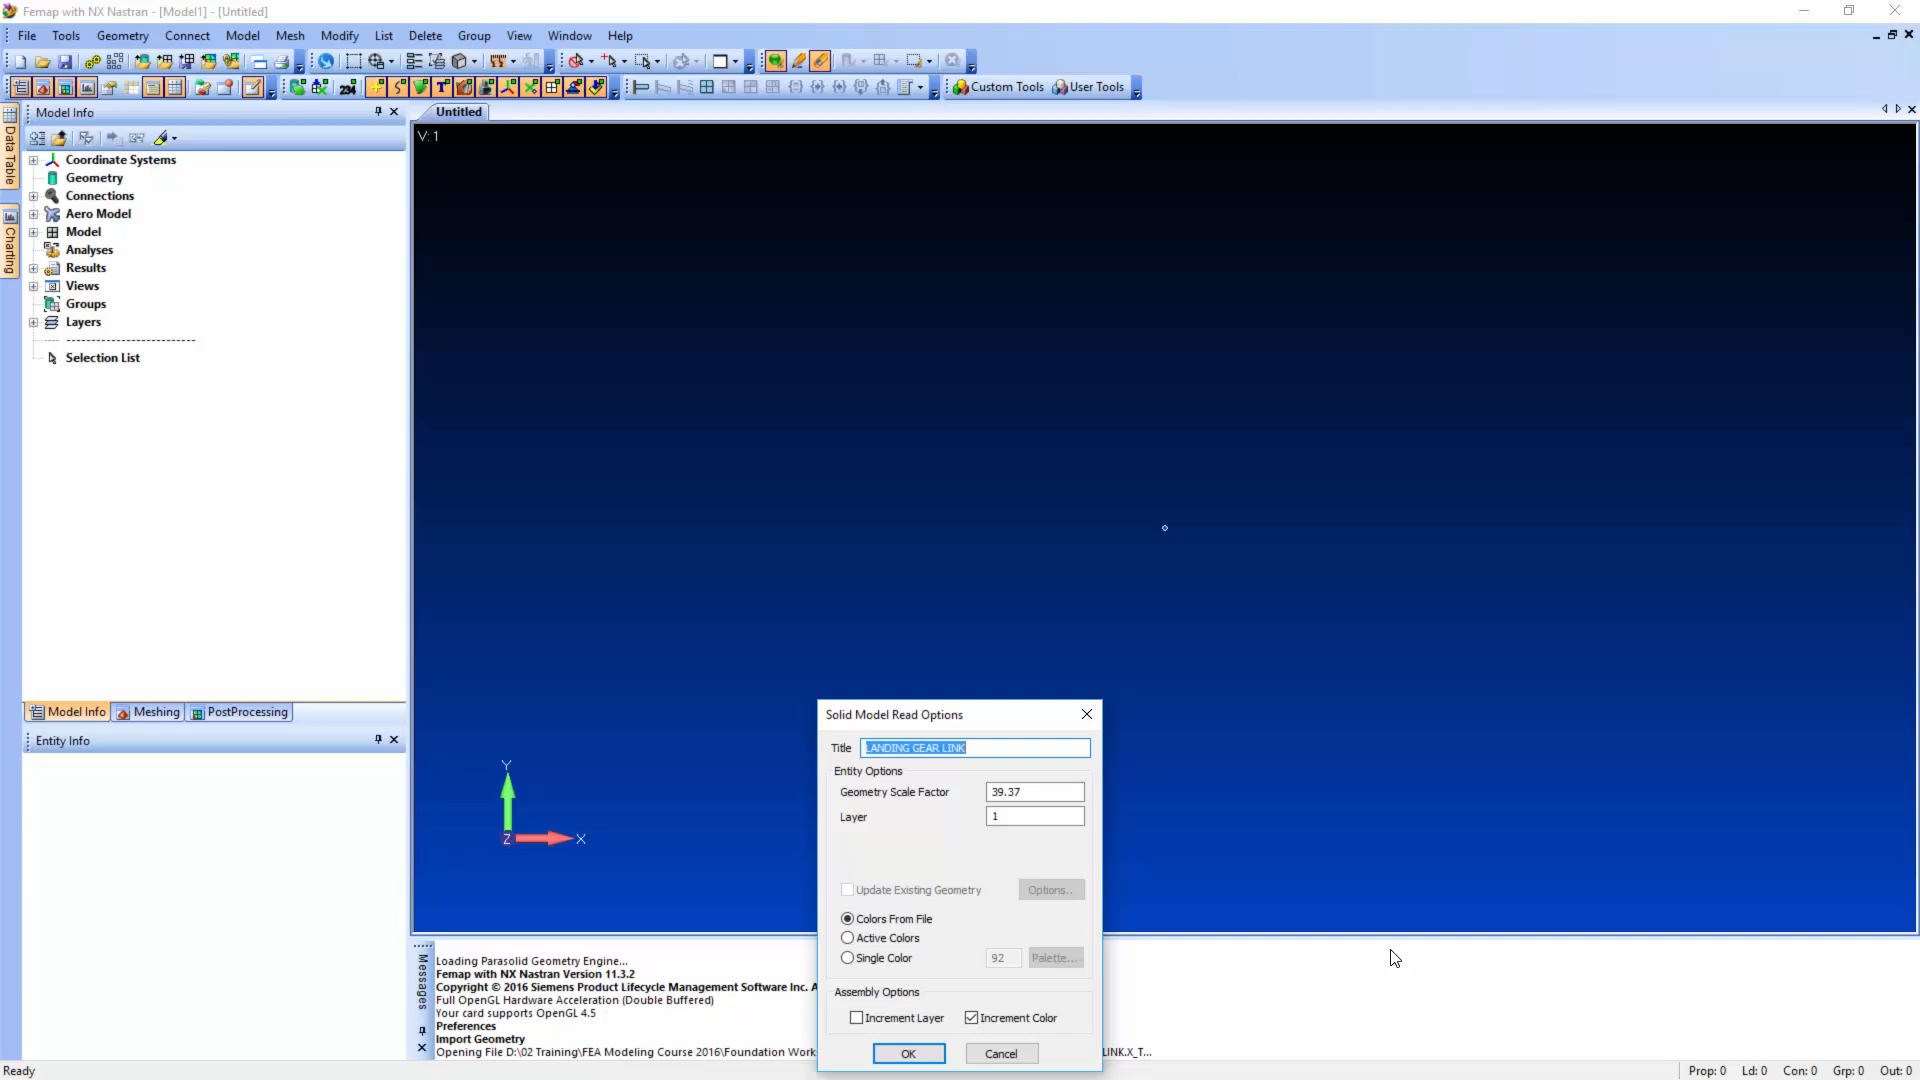 Femap with NX Nastran - [Model1] - [Untitled]
File Tools Geometry Connect Model Mesh Modify List Delete Group View Window Help
234 T Custom Tools User Tools
Model Info
Untitled
Data Table
Charting
V: 1
Coordinate Systems
Geometry
Connections
Aero Model
Model
Analyses
Results
Views
Groups
Layers
Selection List
Model Info Meshing PostProcessing
Entity Info
Y
Z
X
Solid Model Read Options
Title LANDING GEAR LINK
Entity Options
Geometry Scale Factor 39.37
Layer 1
Update Existing Geometry Options..
Colors From File
Active Colors
Single Color 92 Palette...
Assembly Options
Increment Layer Increment Color
OK Cancel
Messages
Loading Parasolid Geometry Engine...
Femap with NX Nastran Version 11.3.2
Copyright © 2016 Siemens Product Lifecycle Management Software Inc. A
Full OpenGL Hardware Acceleration (Double Buffered)
Your card supports OpenGL 4.5
Preferences
Import Geometry
Opening File D:\02 Training\FEA Modeling Course 2016\Foundation Work LINK.X_T...
Ready Prop: 0 Ld: 0 Con: 0 Grp: 0 Out: 0